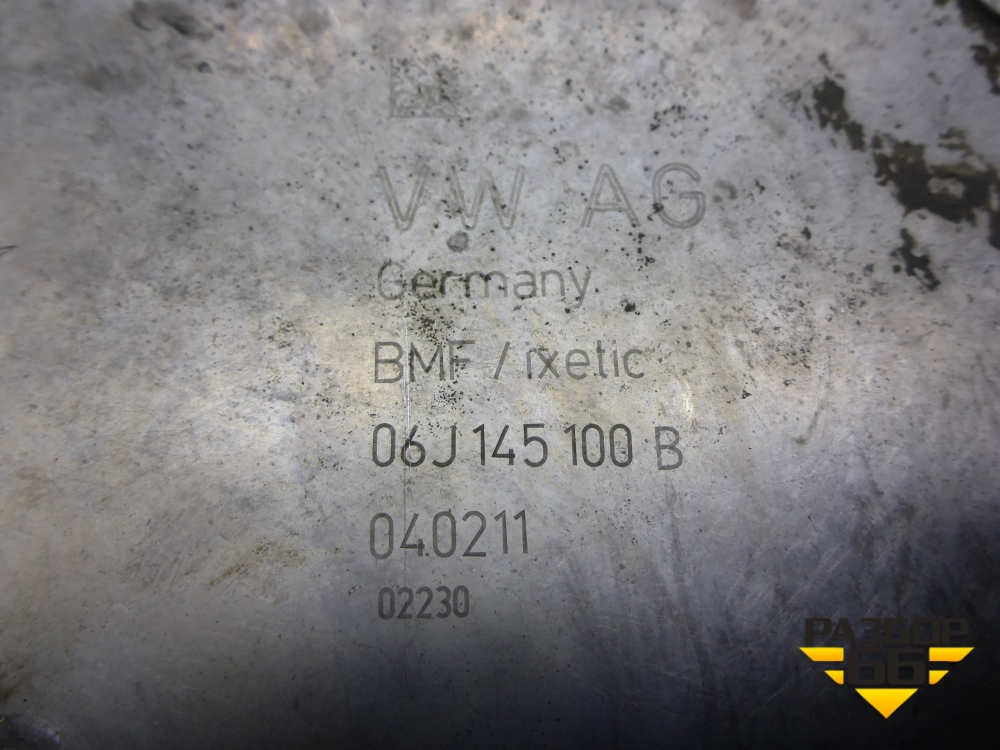 VW AG
Germany
BMF / ixetic
06J 145 100 B
040211
02230
РАЗБОР
66